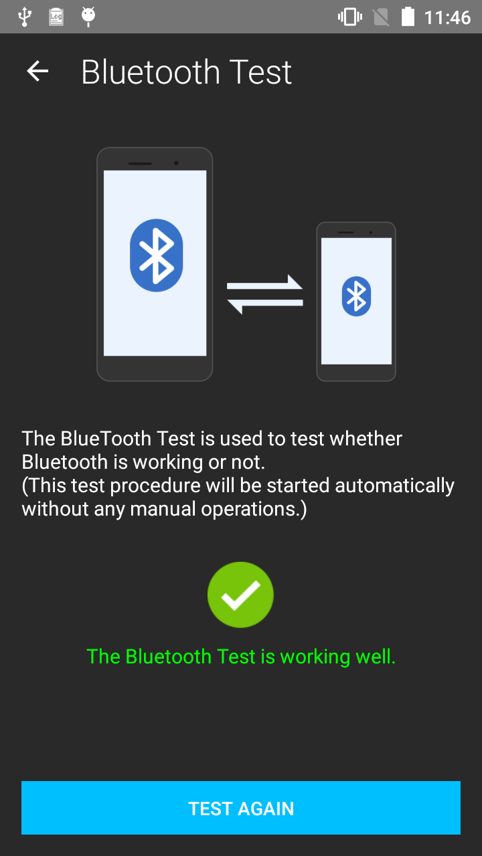 11:46
Bluetooth Test
The BlueTooth Test is used to test whether
Bluetooth is working or not.
(This test procedure will be started automatically
without any manual operations.)
The Bluetooth Test is working well.
TEST AGAIN